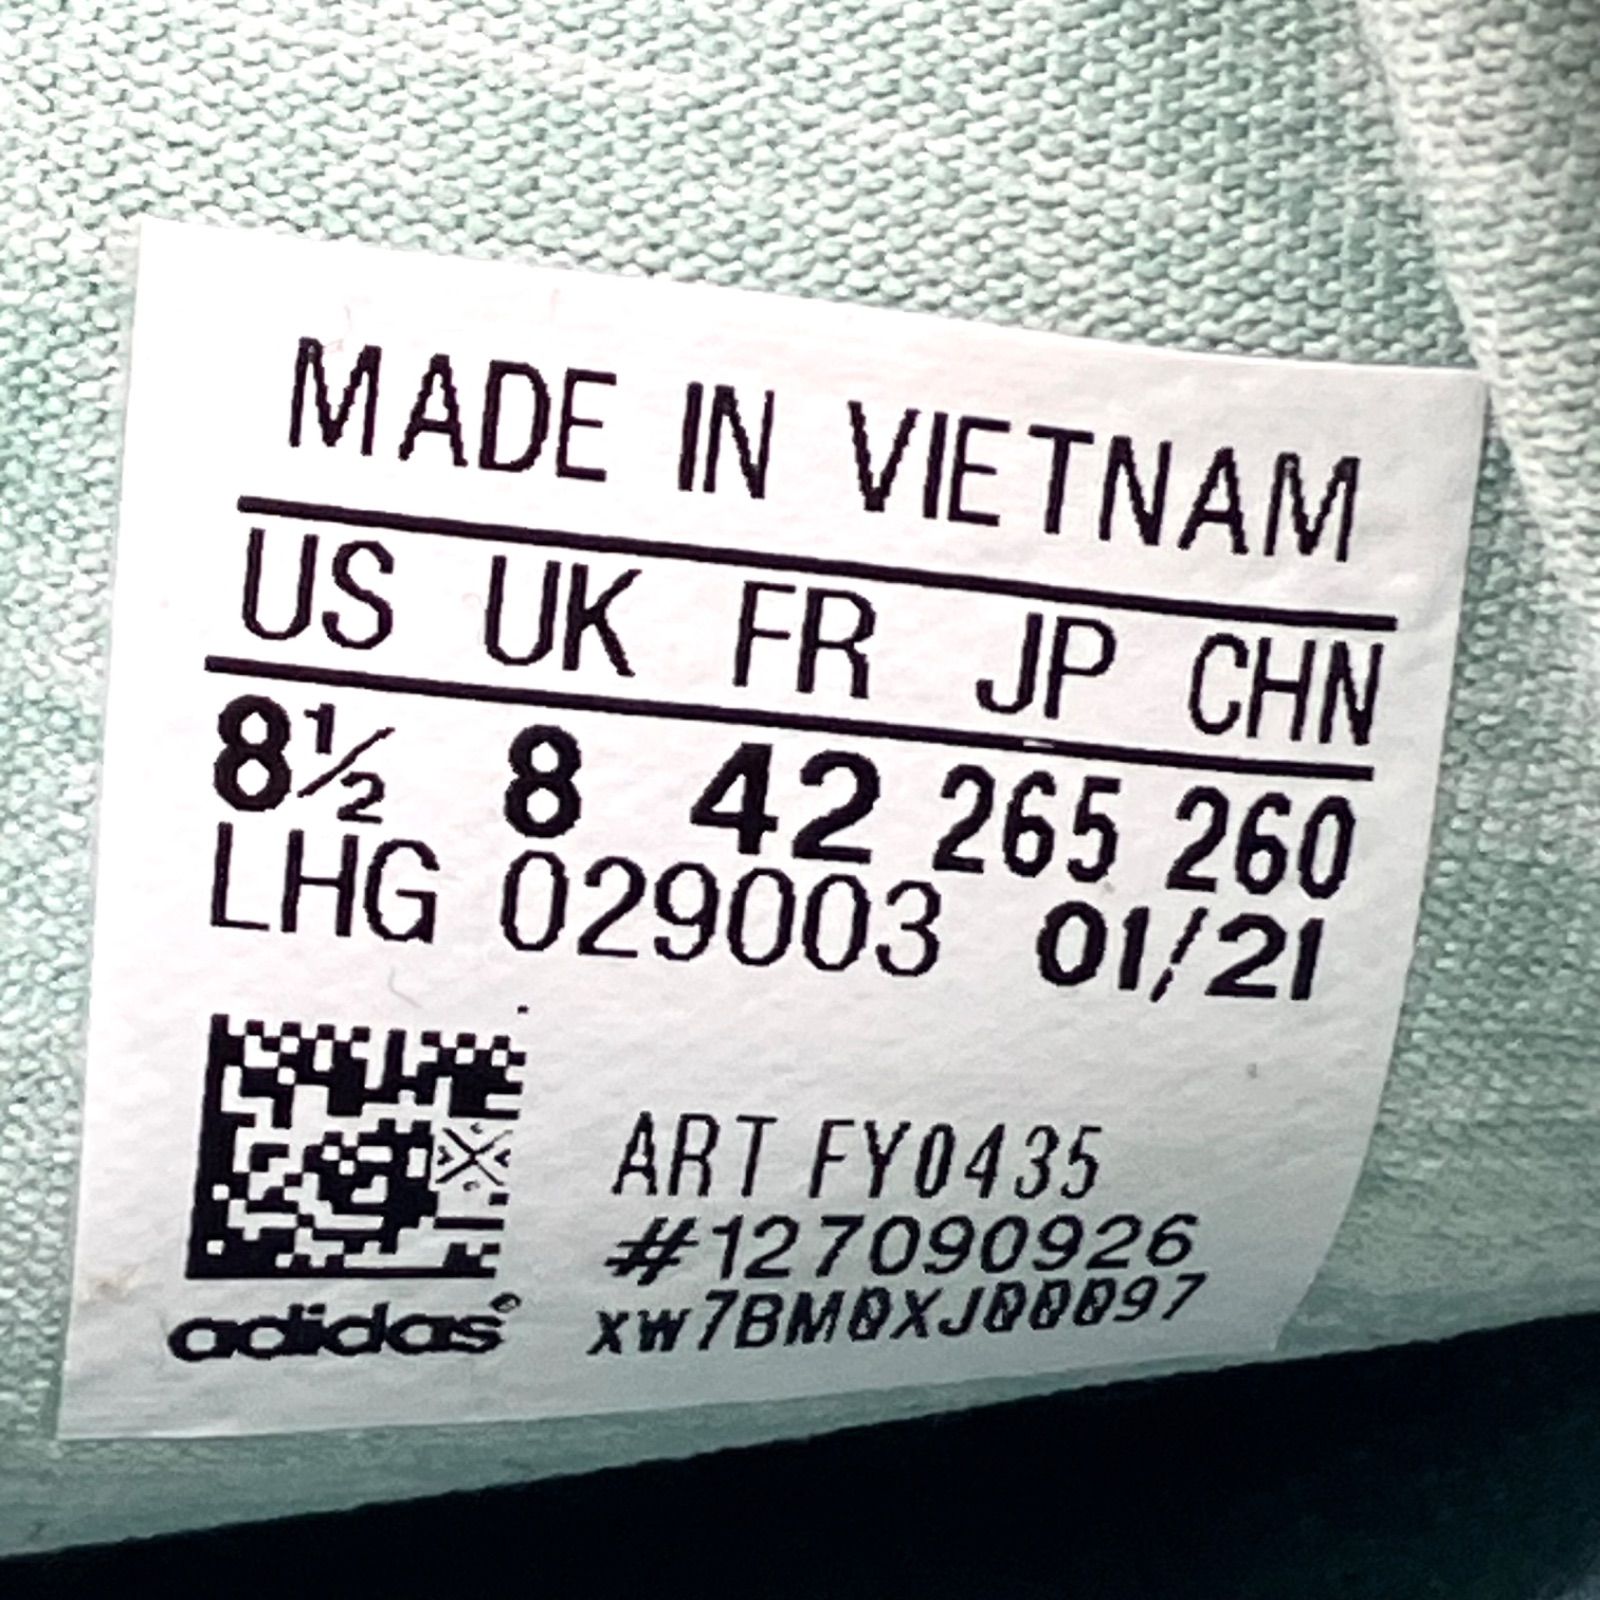 MADE IN VIETNAM
US UK FR JP CHN
8½ 8 42 265 260
LHG 029003 01/21
ART FY0435
#127090926
adidas® xw7BM0XJ00097